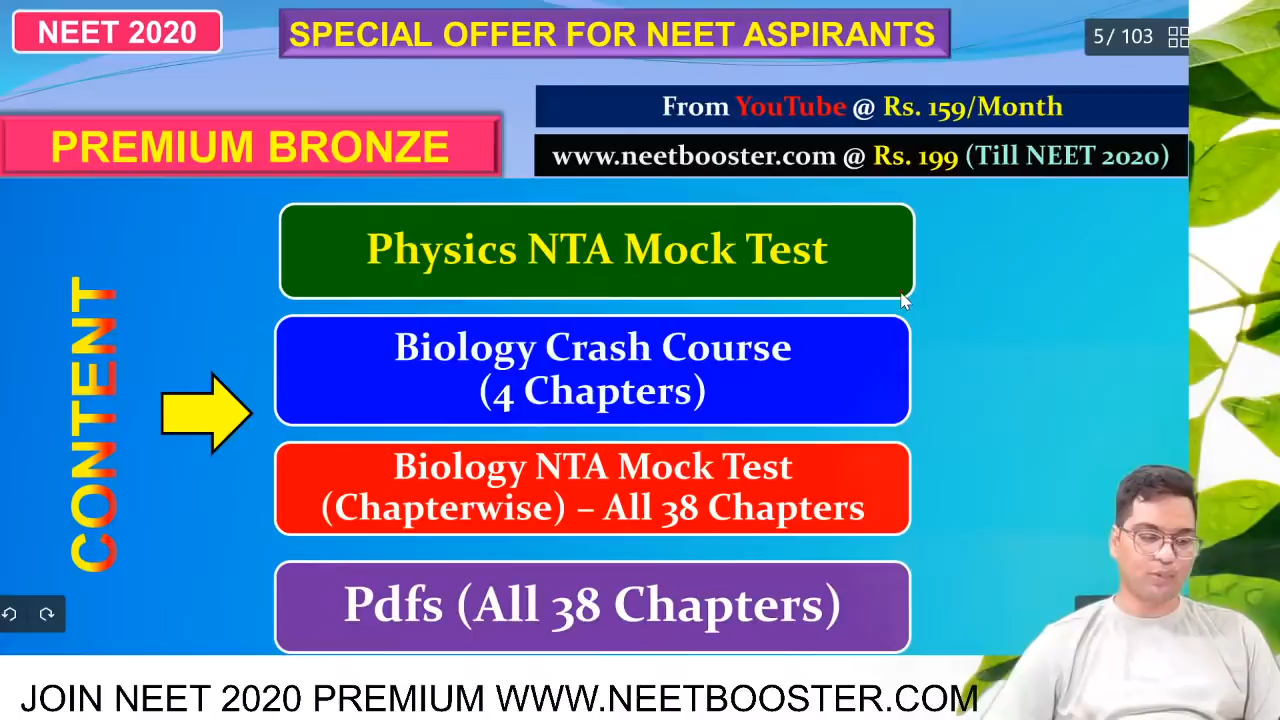 NEET 2020
SPECIAL OFFER FOR NEET ASPIRANTS
5 / 103
From YouTube @ Rs. 159/Month
PREMIUM BRONZE
www.neetbooster.com @ Rs. 199 (Till NEET 2020)
CONTENT
Physics NTA Mock Test
Biology Crash Course
(4 Chapters)
Biology NTA Mock Test
(Chapterwise) – All 38 Chapters
Pdfs (All 38 Chapters)
JOIN NEET 2020 PREMIUM WWW.NEETBOOSTER.COM